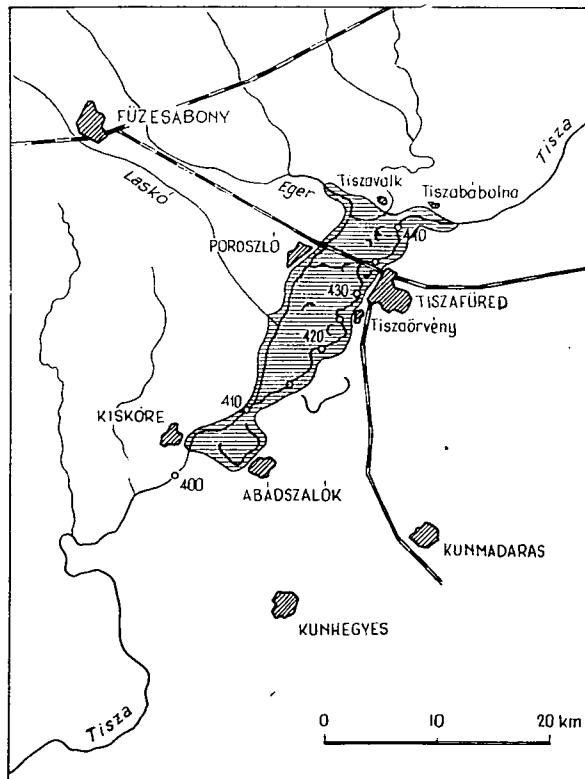 FÜZESABONY
Tisza
Laskó
Eger
Tiszavalk
Tiszabábolna
440
POROSZLÓ
430
TISZAFÜRED
Tiszaörvény
420
410
KISKÖRE
400
ABÁDSZALÓK
KUNMADARAS
KUNHEGYES
Tisza
0 10 20 km